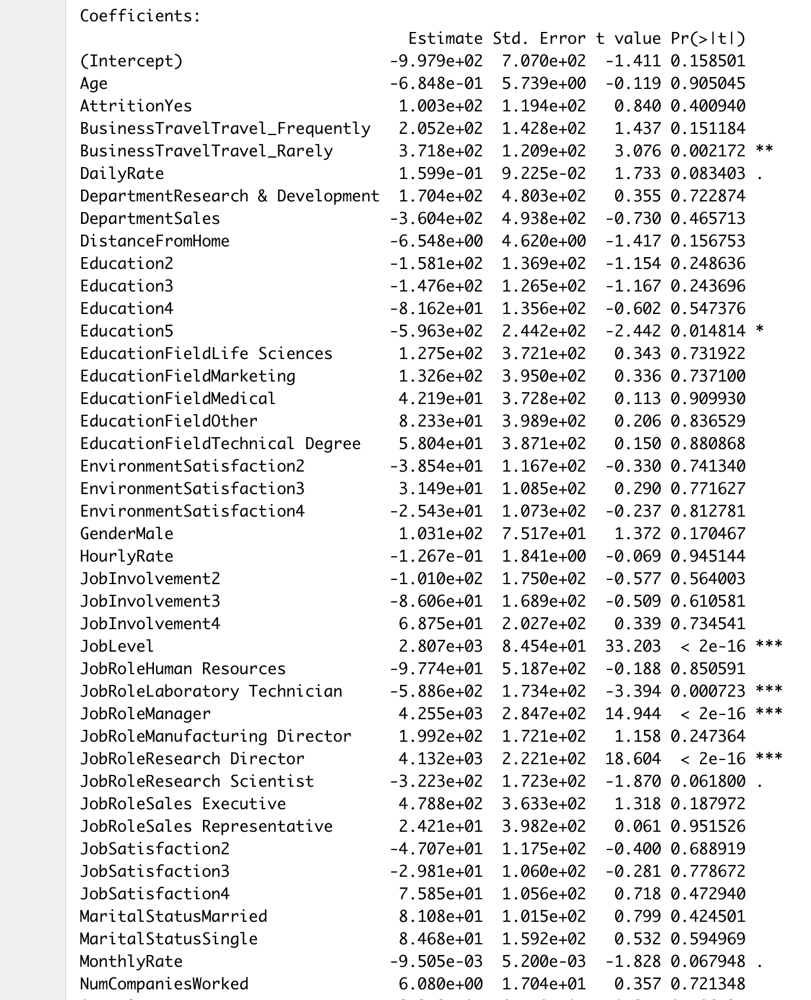 Coefficients:
Estimate Std. Error t value Pr(>|t|)
(Intercept) -9.979e+02 7.070e+02 -1.411 0.158501
Age -6.848e-01 5.739e+00 -0.119 0.905045
AttritionYes 1.003e+02 1.194e+02 0.840 0.400940
BusinessTravelTravel_Frequently 2.052e+02 1.428e+02 1.437 0.151184
BusinessTravelTravel_Rarely 3.718e+02 1.209e+02 3.076 0.002172 **
DailyRate 1.599e-01 9.225e-02 1.733 0.083403 .
DepartmentResearch & Development 1.704e+02 4.803e+02 0.355 0.722874
DepartmentSales -3.604e+02 4.938e+02 -0.730 0.465713
DistanceFromHome -6.548e+00 4.620e+00 -1.417 0.156753
Education2 -1.581e+02 1.369e+02 -1.154 0.248636
Education3 -1.476e+02 1.265e+02 -1.167 0.243696
Education4 -8.162e+01 1.356e+02 -0.602 0.547376
Education5 -5.963e+02 2.442e+02 -2.442 0.014814 *
EducationFieldLife Sciences 1.275e+02 3.721e+02 0.343 0.731922
EducationFieldMarketing 1.326e+02 3.950e+02 0.336 0.737100
EducationFieldMedical 4.219e+01 3.728e+02 0.113 0.909930
EducationFieldOther 8.233e+01 3.989e+02 0.206 0.836529
EducationFieldTechnical Degree 5.804e+01 3.871e+02 0.150 0.880868
EnvironmentSatisfaction2 -3.854e+01 1.167e+02 -0.330 0.741340
EnvironmentSatisfaction3 3.149e+01 1.085e+02 0.290 0.771627
EnvironmentSatisfaction4 -2.543e+01 1.073e+02 -0.237 0.812781
GenderMale 1.031e+02 7.517e+01 1.372 0.170467
HourlyRate -1.267e-01 1.841e+00 -0.069 0.945144
JobInvolvement2 -1.010e+02 1.750e+02 -0.577 0.564003
JobInvolvement3 -8.606e+01 1.689e+02 -0.509 0.610581
JobInvolvement4 6.875e+01 2.027e+02 0.339 0.734541
JobLevel 2.807e+03 8.454e+01 33.203 < 2e-16 ***
JobRoleHuman Resources -9.774e+01 5.187e+02 -0.188 0.850591
JobRoleLaboratory Technician -5.886e+02 1.734e+02 -3.394 0.000723 ***
JobRoleManager 4.255e+03 2.847e+02 14.944 < 2e-16 ***
JobRoleManufacturing Director 1.992e+02 1.721e+02 1.158 0.247364
JobRoleResearch Director 4.132e+03 2.221e+02 18.604 < 2e-16 ***
JobRoleResearch Scientist -3.223e+02 1.723e+02 -1.870 0.061800 .
JobRoleSales Executive 4.788e+02 3.633e+02 1.318 0.187972
JobRoleSales Representative 2.421e+01 3.982e+02 0.061 0.951526
JobSatisfaction2 -4.707e+01 1.175e+02 -0.400 0.688919
JobSatisfaction3 -2.981e+01 1.060e+02 -0.281 0.778672
JobSatisfaction4 7.585e+01 1.056e+02 0.718 0.472940
MaritalStatusMarried 8.108e+01 1.015e+02 0.799 0.424501
MaritalStatusSingle 8.468e+01 1.592e+02 0.532 0.594969
MonthlyRate -9.505e-03 5.200e-03 -1.828 0.067948 .
NumCompaniesWorked 6.080e+00 1.704e+01 0.357 0.721348